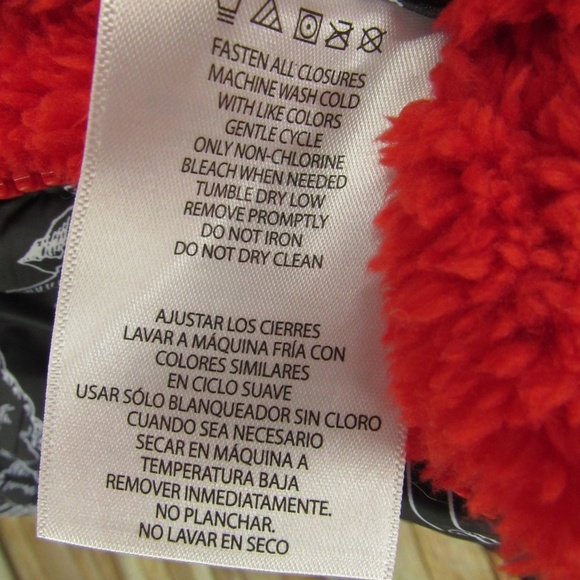 FASTEN ALL CLOSURES
MACHINE WASH COLD
WITH LIKE COLORS
GENTLE CYCLE
ONLY NON-CHLORINE
BLEACH WHEN NEEDED
TUMBLE DRY LOW
REMOVE PROMPTLY
DO NOT IRON
DO NOT DRY CLEAN
AJUSTAR LOS CIERRES
LAVAR A MÁQUINA FRÍA CON
COLORES SIMILARES
EN CICLO SUAVE
USAR SÓLO BLANQUEADOR SIN CLORO
CUANDO SEA NECESARIO
SECAR EN MÁQUINA A
TEMPERATURA BAJA
REMOVER INMEDIATAMENTE.
NO PLANCHAR.
NO LAVAR EN SECO